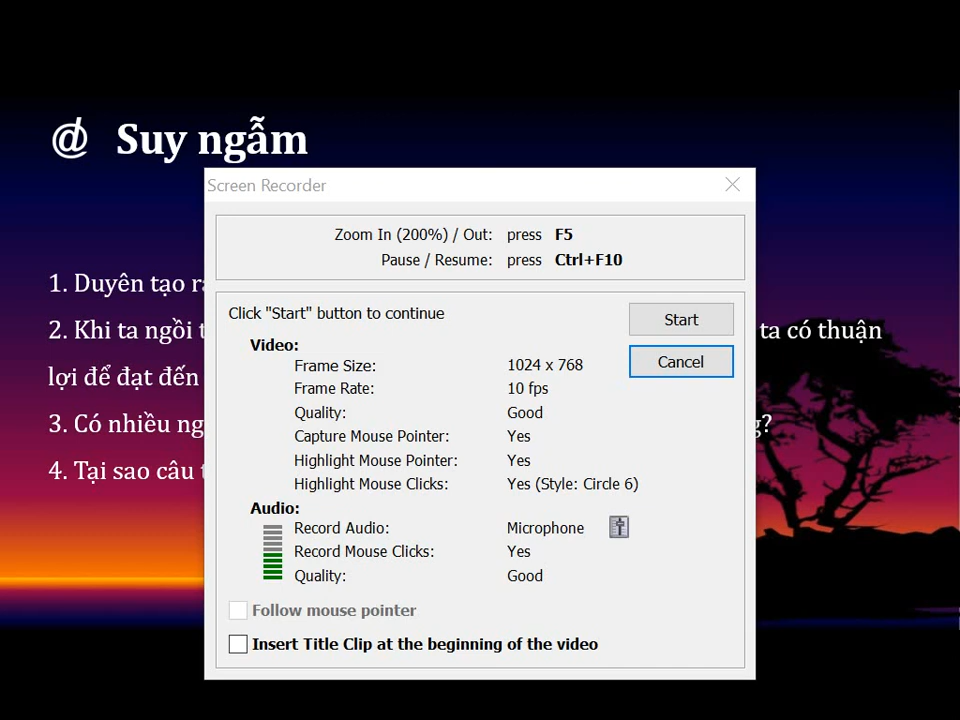 Suy ngẫm
1. Duyên tạo
2. Khi ta ngồi
ta có thuận
lợi để đạt đến
3. Có nhiều
4. Tại sao câu
Screen Recorder
Zoom In (200%) / Out: press F5
Pause / Resume: press Ctrl+F10
Click "Start" button to continue
Start
Cancel
Video:
Frame Size: 1024 x 768
Frame Rate: 10 fps
Quality: Good
Capture Mouse Pointer: Yes
Highlight Mouse Pointer: Yes
Highlight Mouse Clicks: Yes (Style: Circle 6)
Audio:
Record Audio: Microphone
Record Mouse Clicks: Yes
Quality: Good
Follow mouse pointer
Insert Title Clip at the beginning of the video